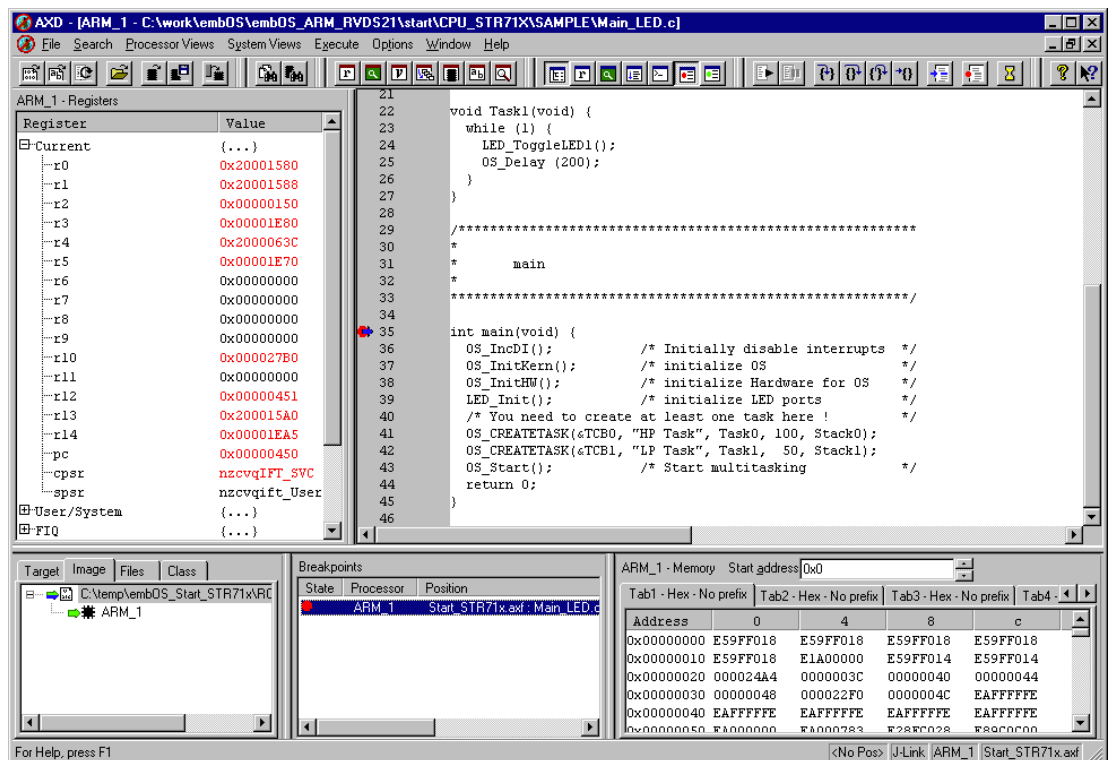 AXD - [ARM_1 - C:\work\embOS\embOS_ARM_RVDS21\start\CPU_STR71X\SAMPLE\Main_LED.c]
File Search Processor Views System Views Execute Options Window Help
ARM_1 - Registers
Register Value
Current {...}
r0 0x20001580
r1 0x20001588
r2 0x00000150
r3 0x00001E80
r4 0x2000063C
r5 0x00001E70
r6 0x00000000
r7 0x00000000
r8 0x00000000
r9 0x00000000
r10 0x000027B0
r11 0x00000000
r12 0x00000451
r13 0x200015A0
r14 0x00001EA5
pc 0x00000450
cpsr nzcvqIFT_SVC
spsr nzcvqift_User
User/System {...}
FIQ {...}
21
22 void Task1(void) {
23 while (1) {
24 LED_ToggleLED1();
25 OS_Delay (200);
26 }
27 }
28
29 /***********************************************************
30 *
31 * main
32 *
33 ***********************************************************/
34
35 int main(void) {
36 OS_IncDI(); /* Initially disable interrupts */
37 OS_InitKern(); /* initialize OS */
38 OS_InitHW(); /* initialize Hardware for OS */
39 LED_Init(); /* initialize LED ports */
40 /* You need to create at least one task here ! */
41 OS_CREATETASK(&TCB0, "HP Task", Task0, 100, Stack0);
42 OS_CREATETASK(&TCB1, "LP Task", Task1, 50, Stack1);
43 OS_Start(); /* Start multitasking */
44 return 0;
45 }
46
Target Image Files Class
C:\temp\embOS_Start_STR71x\RC
ARM_1
Breakpoints
State Processor Position
ARM_1 Start_STR71x.axf : Main_LED.c
ARM_1 - Memory Start address 0x0
Tab1 - Hex - No prefix Tab2 - Hex - No prefix Tab3 - Hex - No prefix Tab4 -
Address 0 4 8 c
0x00000000 E59FF018 E59FF018 E59FF018 E59FF018
0x00000010 E59FF018 E1A00000 E59FF014 E59FF014
0x00000020 000024A4 0000003C 00000040 00000044
0x00000030 00000048 000022F0 0000004C EAFFFFFE
0x00000040 EAFFFFFE EAFFFFFE EAFFFFFE EAFFFFFE
0x00000050 EA000000 EA000783 E28FC028 E89C0C00
For Help, press F1
<No Pos> J-Link ARM_1 Start_STR71x.axf